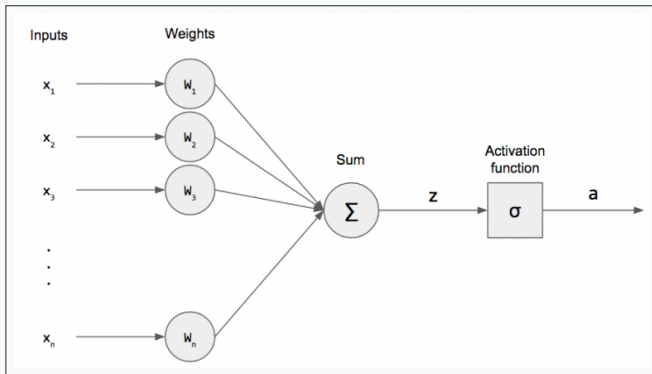 Inputs
Weights
x₁
W₁
x₂
W₂
x₃
W₃
Sum
Σ
z
Activation
function
σ
a
.
.
.
xₙ
Wₙ